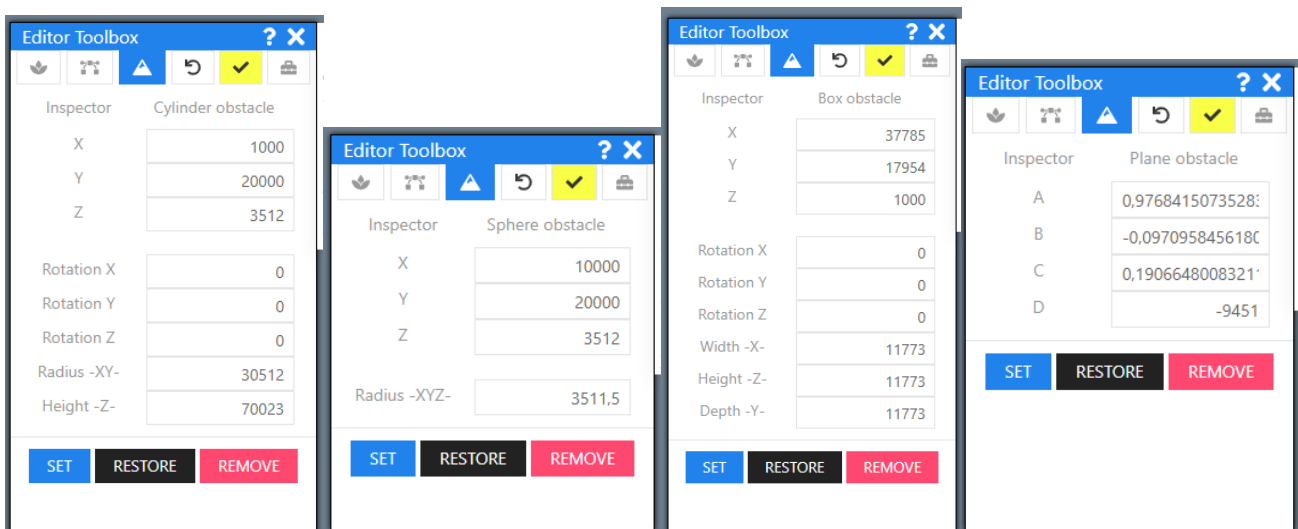 Editor Toolbox ? ×
Inspector Cylinder obstacle
X 1000
Y 20000
Z 3512
Rotation X 0
Rotation Y 0
Rotation Z 0
Radius -XY- 30512
Height -Z- 70023
SET RESTORE REMOVE
Editor Toolbox ? ×
Inspector Sphere obstacle
X 10000
Y 20000
Z 3512
Radius -XYZ- 3511,5
SET RESTORE REMOVE
Editor Toolbox ? ×
Inspector Box obstacle
X 37785
Y 17954
Z 1000
Rotation X 0
Rotation Y 0
Rotation Z 0
Width -X- 11773
Height -Z- 11773
Depth -Y- 11773
SET RESTORE REMOVE
Editor Toolbox ? ×
Inspector Plane obstacle
A 0,9768415073528
B -0,0970958456180
C 0,1906648008321
D -9451
SET RESTORE REMOVE